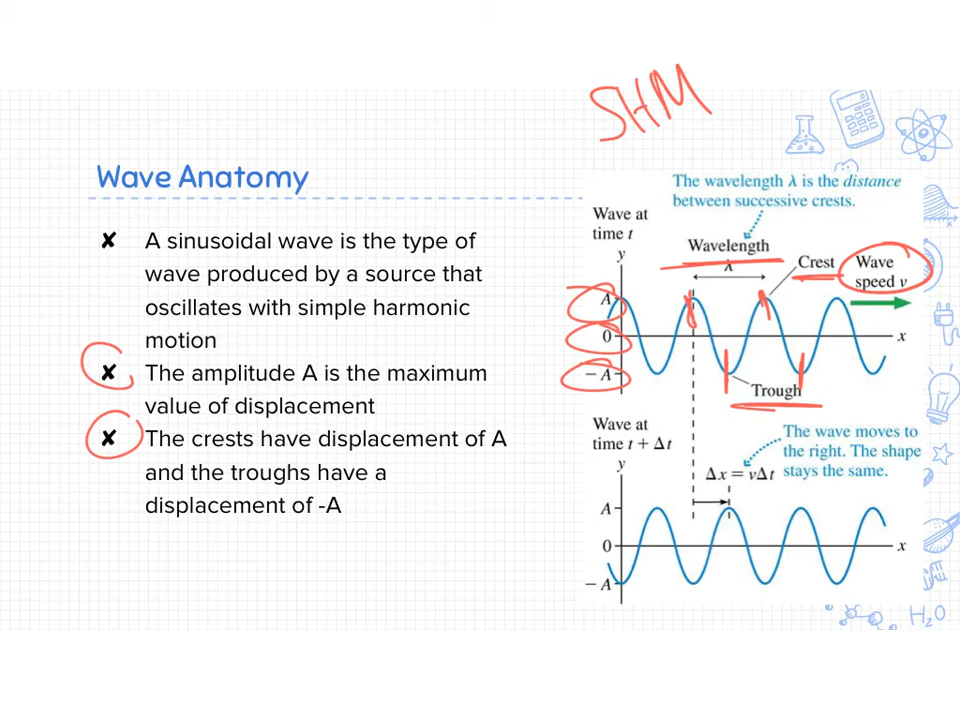 SHM
Wave Anatomy
✘ A sinusoidal wave is the type of
wave produced by a source that
oscillates with simple harmonic
motion
✘ The amplitude A is the maximum
value of displacement
✘ The crests have displacement of A
and the troughs have a
displacement of -A
The wavelength λ is the distance
between successive crests.
Wave at
time t
y
Wavelength
λ
Crest
Wave
speed v
A
0
x
−A
Trough
Wave at
time t + Δt
The wave moves to
the right. The shape
stays the same.
y
Δx = vΔt
A
0
x
−A
H₂O